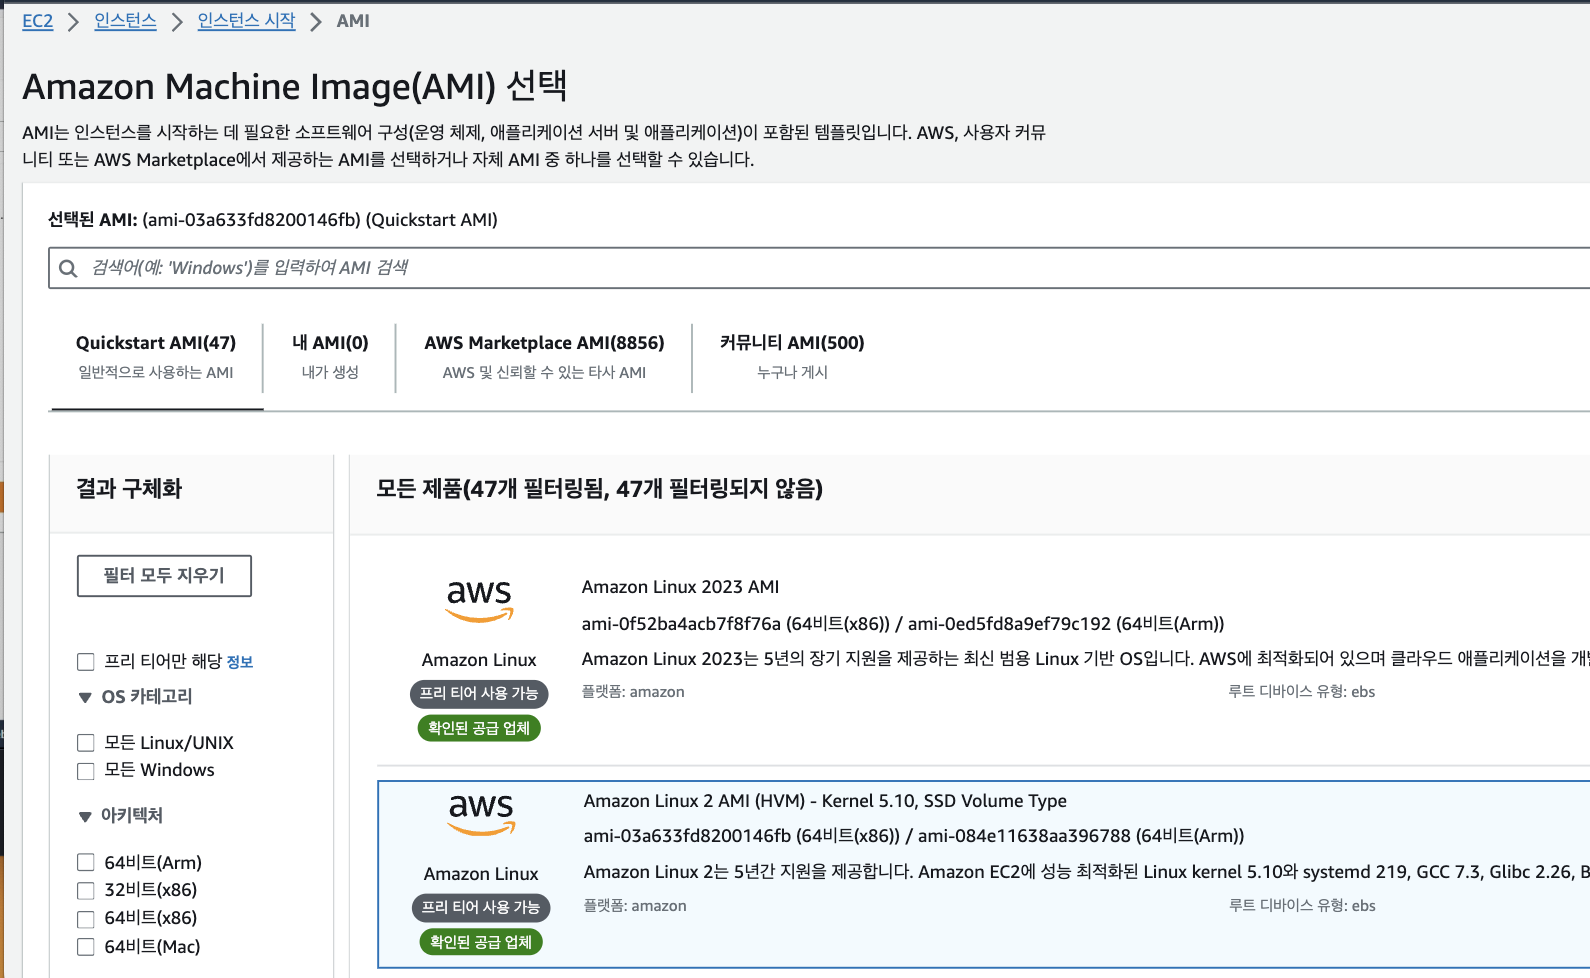 EC2 > 인스턴스 > 인스턴스 시작 > AMI
Amazon Machine Image(AMI) 선택
AMI는 인스턴스를 시작하는 데 필요한 소프트웨어 구성(운영 체제, 애플리케이션 서버 및 애플리케이션)이 포함된 템플릿입니다. AWS, 사용자 커뮤
니티 또는 AWS Marketplace에서 제공하는 AMI를 선택하거나 자체 AMI 중 하나를 선택할 수 있습니다.
선택된 AMI: (ami-03a633fd8200146fb) (Quickstart AMI)
검색어(예: 'Windows')를 입력하여 AMI 검색
Quickstart AMI(47)
일반적으로 사용하는 AMI
내 AMI(0)
내가 생성
AWS Marketplace AMI(8856)
AWS 및 신뢰할 수 있는 타사 AMI
커뮤니티 AMI(500)
누구나 게시
결과 구체화
필터 모두 지우기
프리 티어만 해당 정보
▼ OS 카테고리
모든 Linux/UNIX
모든 Windows
▼ 아키텍처
64비트(Arm)
32비트(x86)
64비트(x86)
64비트(Mac)
모든 제품(47개 필터링됨, 47개 필터링되지 않음)
aws
Amazon Linux
프리 티어 사용 가능
확인된 공급 업체
Amazon Linux 2023 AMI
ami-0f52ba4acb7f8f76a (64비트(x86)) / ami-0ed5fd8a9ef79c192 (64비트(Arm))
Amazon Linux 2023는 5년의 장기 지원을 제공하는 최신 범용 Linux 기반 OS입니다. AWS에 최적화되어 있으며 클라우드 애플리케이션을
플랫폼: amazon
루트 디바이스 유형: ebs
aws
Amazon Linux
프리 티어 사용 가능
확인된 공급 업체
Amazon Linux 2 AMI (HVM) - Kernel 5.10, SSD Volume Type
ami-03a633fd8200146fb (64비트(x86)) / ami-084e11638aa396788 (64비트(Arm))
Amazon Linux 2는 5년간 지원을 제공합니다. Amazon EC2에 성능 최적화된 Linux kernel 5.10와 systemd 219, GCC 7.3, Glibc 2.26,
플랫폼: amazon
루트 디바이스 유형: ebs